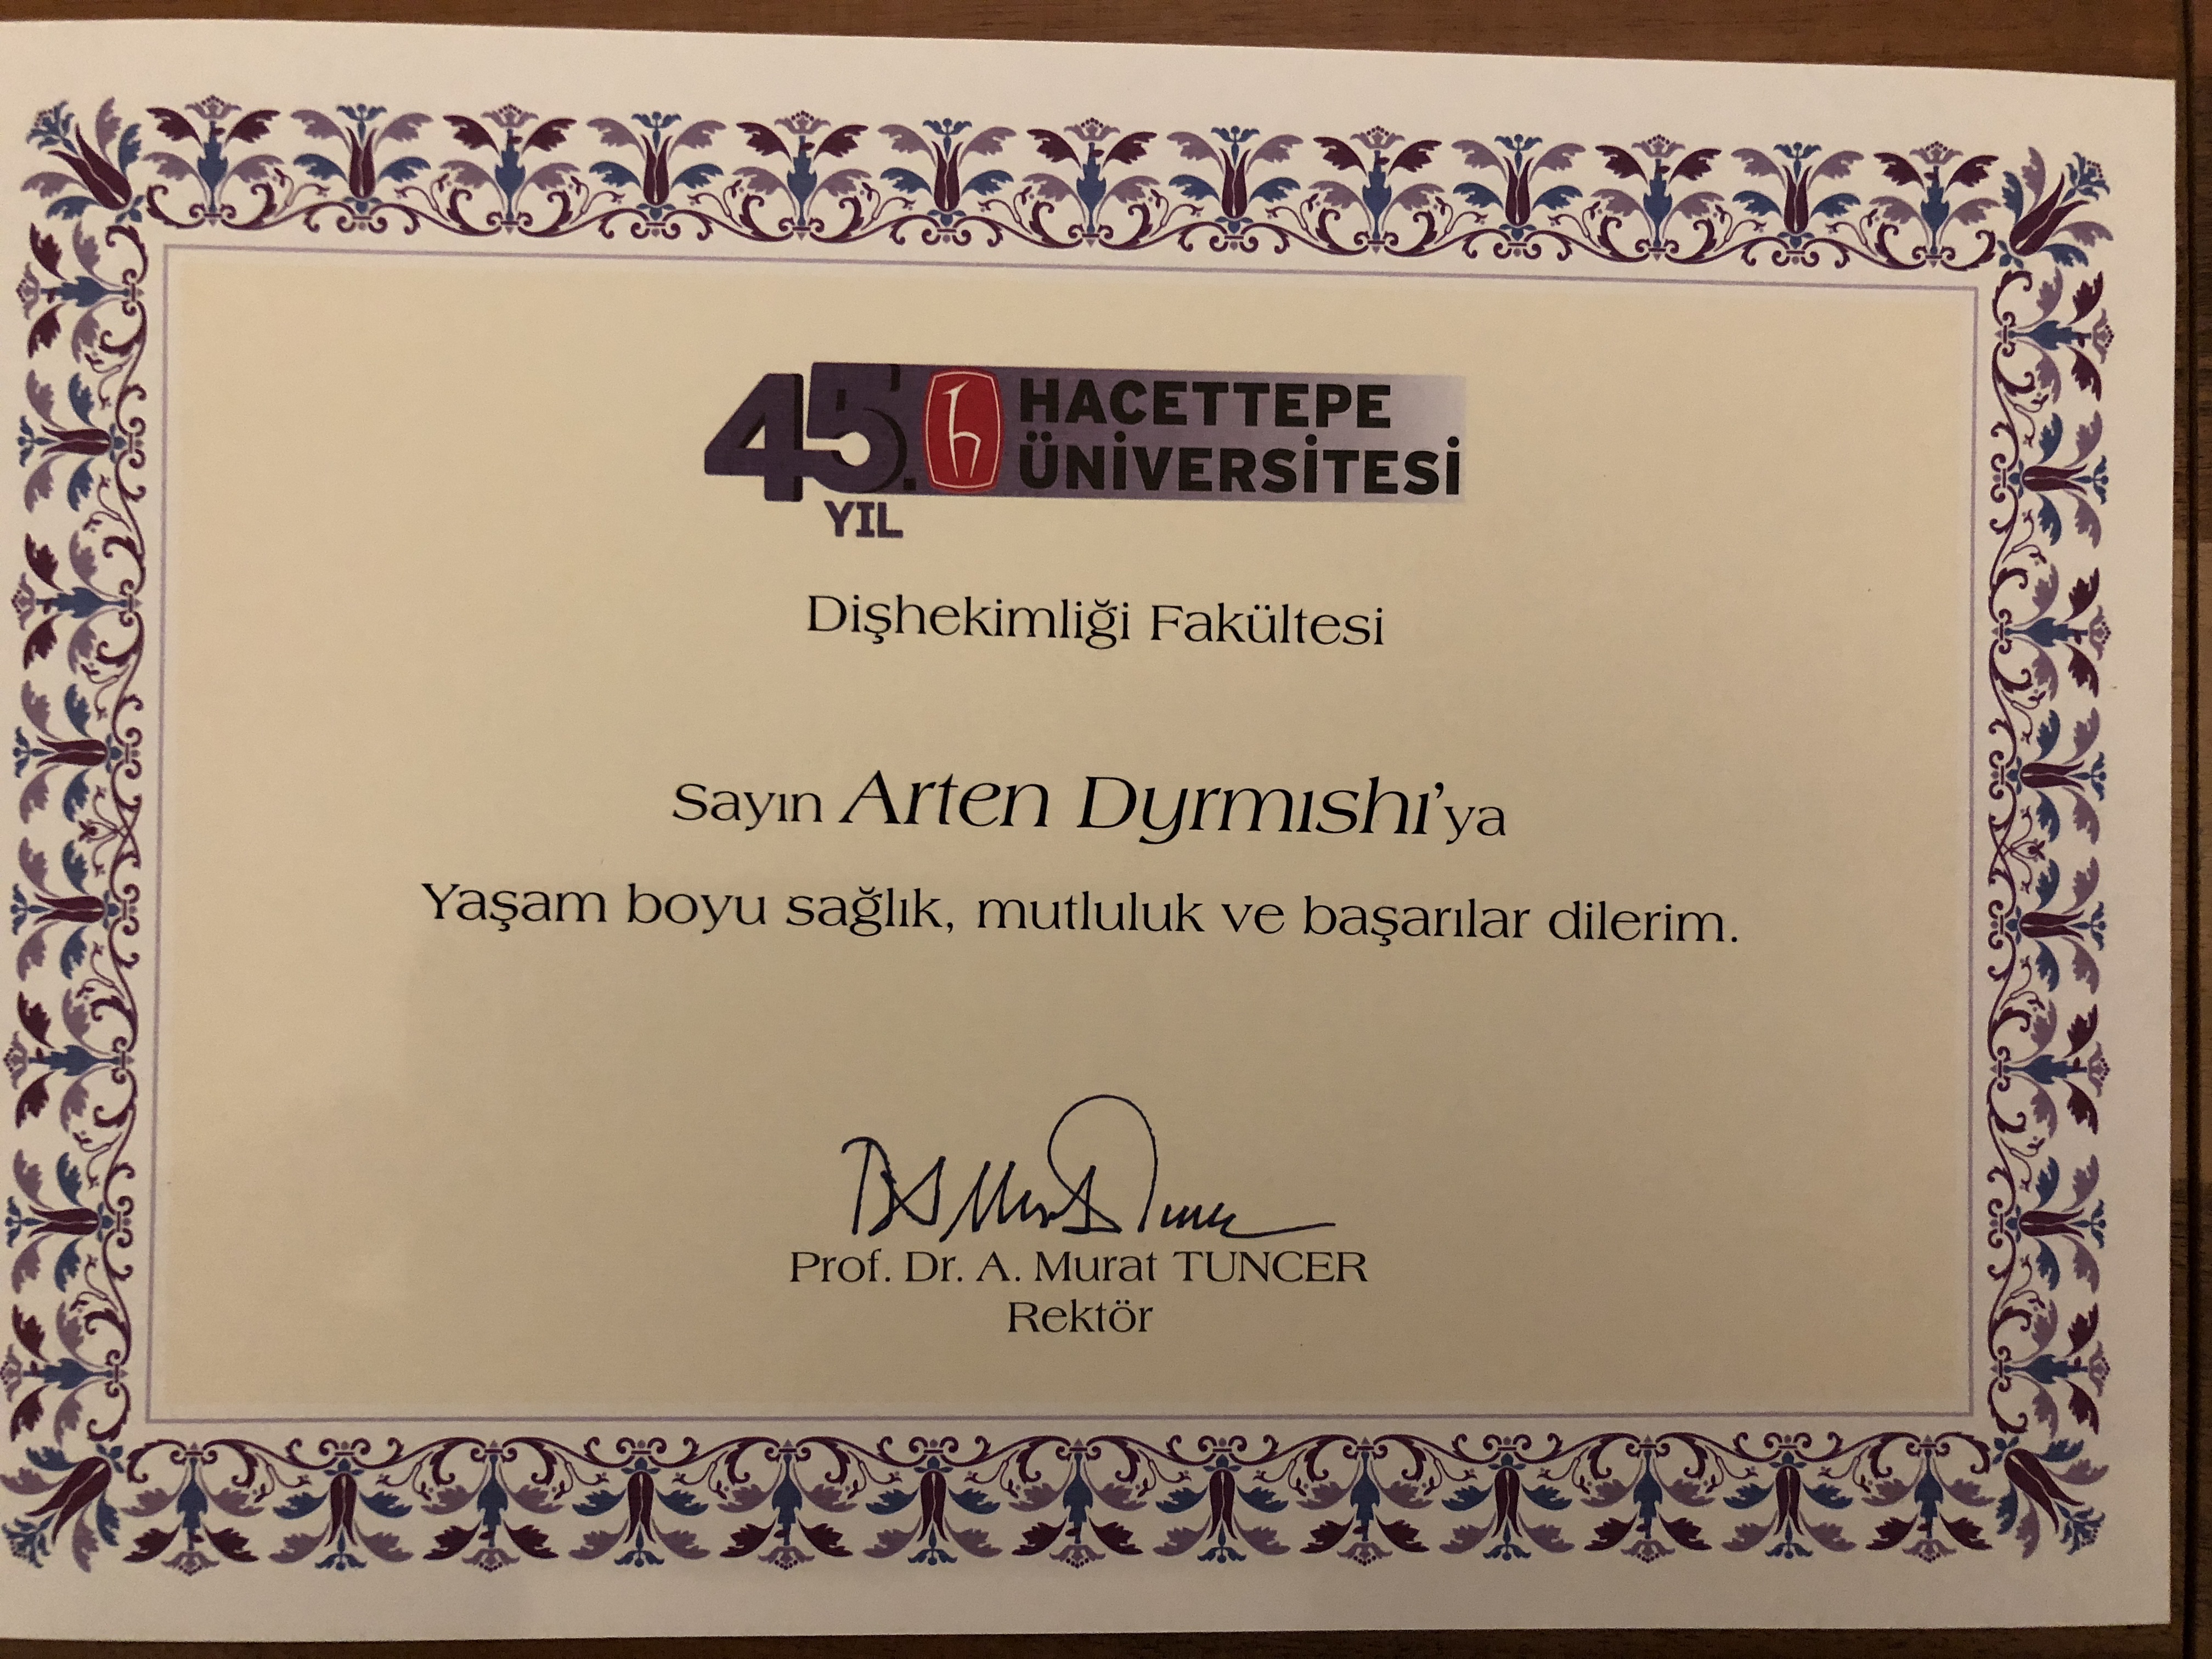 45. YIL
HACETTEPE
ÜNİVERSİTESİ
Dişhekimliği Fakültesi
Sayın Arten Dyrmıshı'ya
Yaşam boyu sağlık, mutluluk ve başarılar dilerim.
Prof. Dr. A. Murat TUNCER
Rektör